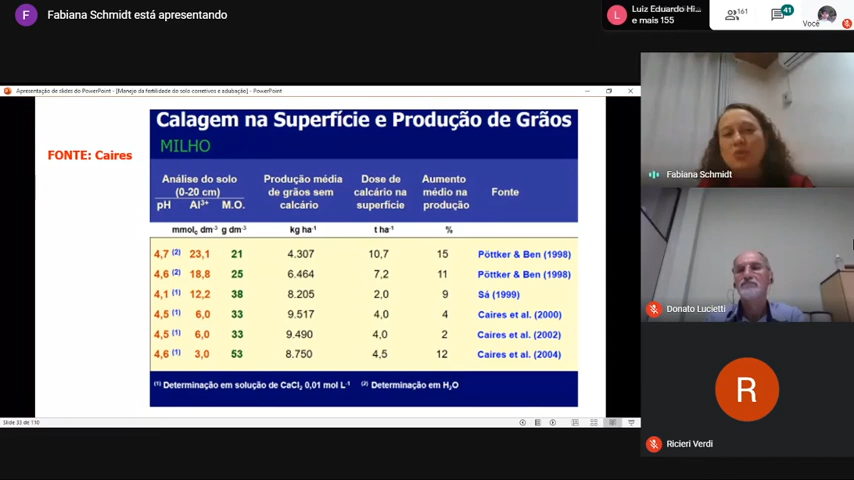 F Fabiana Schmidt está apresentando
L Luiz Eduardo Hi...
e mais 155
161
41
Você
Apresentação de slides do PowerPoint - [Manejo da fertilidade do solo corretivos e adubação] - PowerPoint
FONTE: Caires
Calagem na Superfície e Produção de Grãos
MILHO
Análise do solo (0-20 cm) Produção média de grãos sem calcário Dose de calcário na superfície Aumento médio na produção Fonte
pH Al³⁺ M.O.
mmolc dm⁻³ g dm⁻³ kg ha⁻¹ t ha⁻¹ %
4,7 (2) 23,1 21 4.307 10,7 15 Pöttker & Ben (1998)
4,6 (2) 18,8 25 6.464 7,2 11 Pöttker & Ben (1998)
4,1 (1) 12,2 38 8.205 2,0 9 Sá (1999)
4,5 (1) 6,0 33 9.517 4,0 4 Caires et al. (2000)
4,5 (1) 6,0 33 9.490 4,0 2 Caires et al. (2002)
4,6 (1) 3,0 53 8.750 4,5 12 Caires et al. (2004)
(1) Determinação em solução de CaCl₂ 0,01 mol L⁻¹ (2) Determinação em H₂O
Slide 33 de 110
Fabiana Schmidt
Donato Lucietti
R
Ricieri Verdi